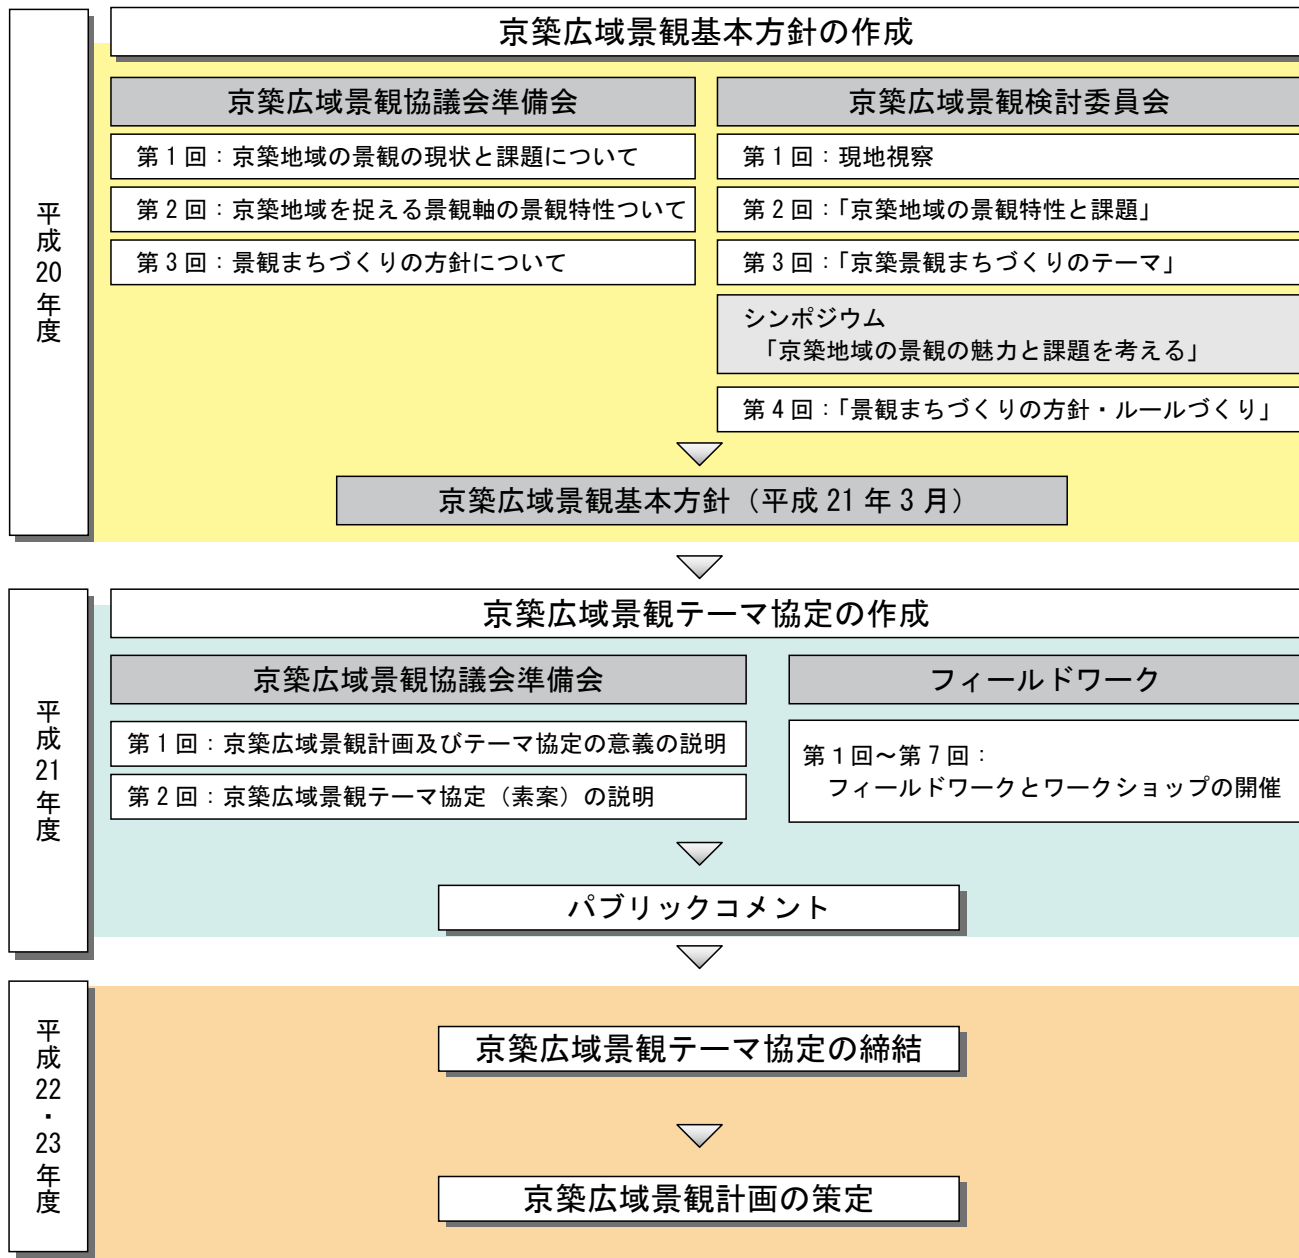 平成20年度
京築広域景観基本方針の作成
京築広域景観協議会準備会
第1回：京築地域の景観の現状と課題について
第2回：京築地域を捉える景観軸の景観特性ついて
第3回：景観まちづくりの方針について
京築広域景観検討委員会
第1回：現地視察
第2回：「京築地域の景観特性と課題」
第3回：「京築景観まちづくりのテーマ」
シンポジウム
「京築地域の景観の魅力と課題を考える」
第4回：「景観まちづくりの方針・ルールづくり」
京築広域景観基本方針（平成21年3月）
平成21年度
京築広域景観テーマ協定の作成
京築広域景観協議会準備会
第1回：京築広域景観計画及びテーマ協定の意義の説明
第2回：京築広域景観テーマ協定（素案）の説明
フィールドワーク
第1回～第7回：
フィールドワークとワークショップの開催
パブリックコメント
平成22・23年度
京築広域景観テーマ協定の締結
京築広域景観計画の策定